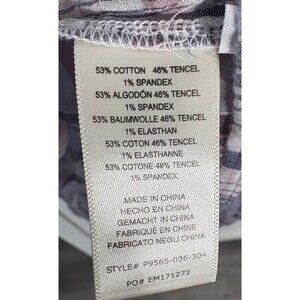 53% COTTON 46% TENCEL
1% SPANDEX
53% ALGODÓN 46% TENCEL
1% SPANDEX
53% BAUMWOLLE 46% TENCEL
1% ELASTHAN
53% COTON 46% TENCEL
1% ELASTHANNE
53% COTONE 46% TENCEL
1% SPANDEX
MADE IN CHINA
HECHO EN CHINA
GEMACHT IN CHINA
FABRIQUÉ EN CHINE
FABRICATO NEGLI CHINA
STYLE# P9565-036-304
PO# EM171273